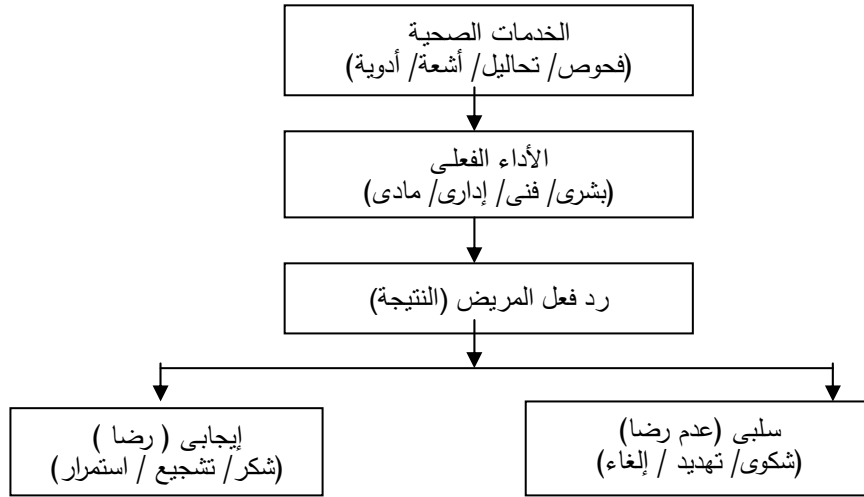 الخدمات الصحية
(فحوص/ تحاليل/ أشعة/ أدوية)
الأداء الفعلى
(بشرى/ فنى/ إدارى/ مادى)
رد فعل المريض (النتيجة)
إيجابى ( رضا )
(شكر/ تشجيع / استمرار)
سلبى (عدم رضا)
(شكوى/ تهديد / إلغاء)